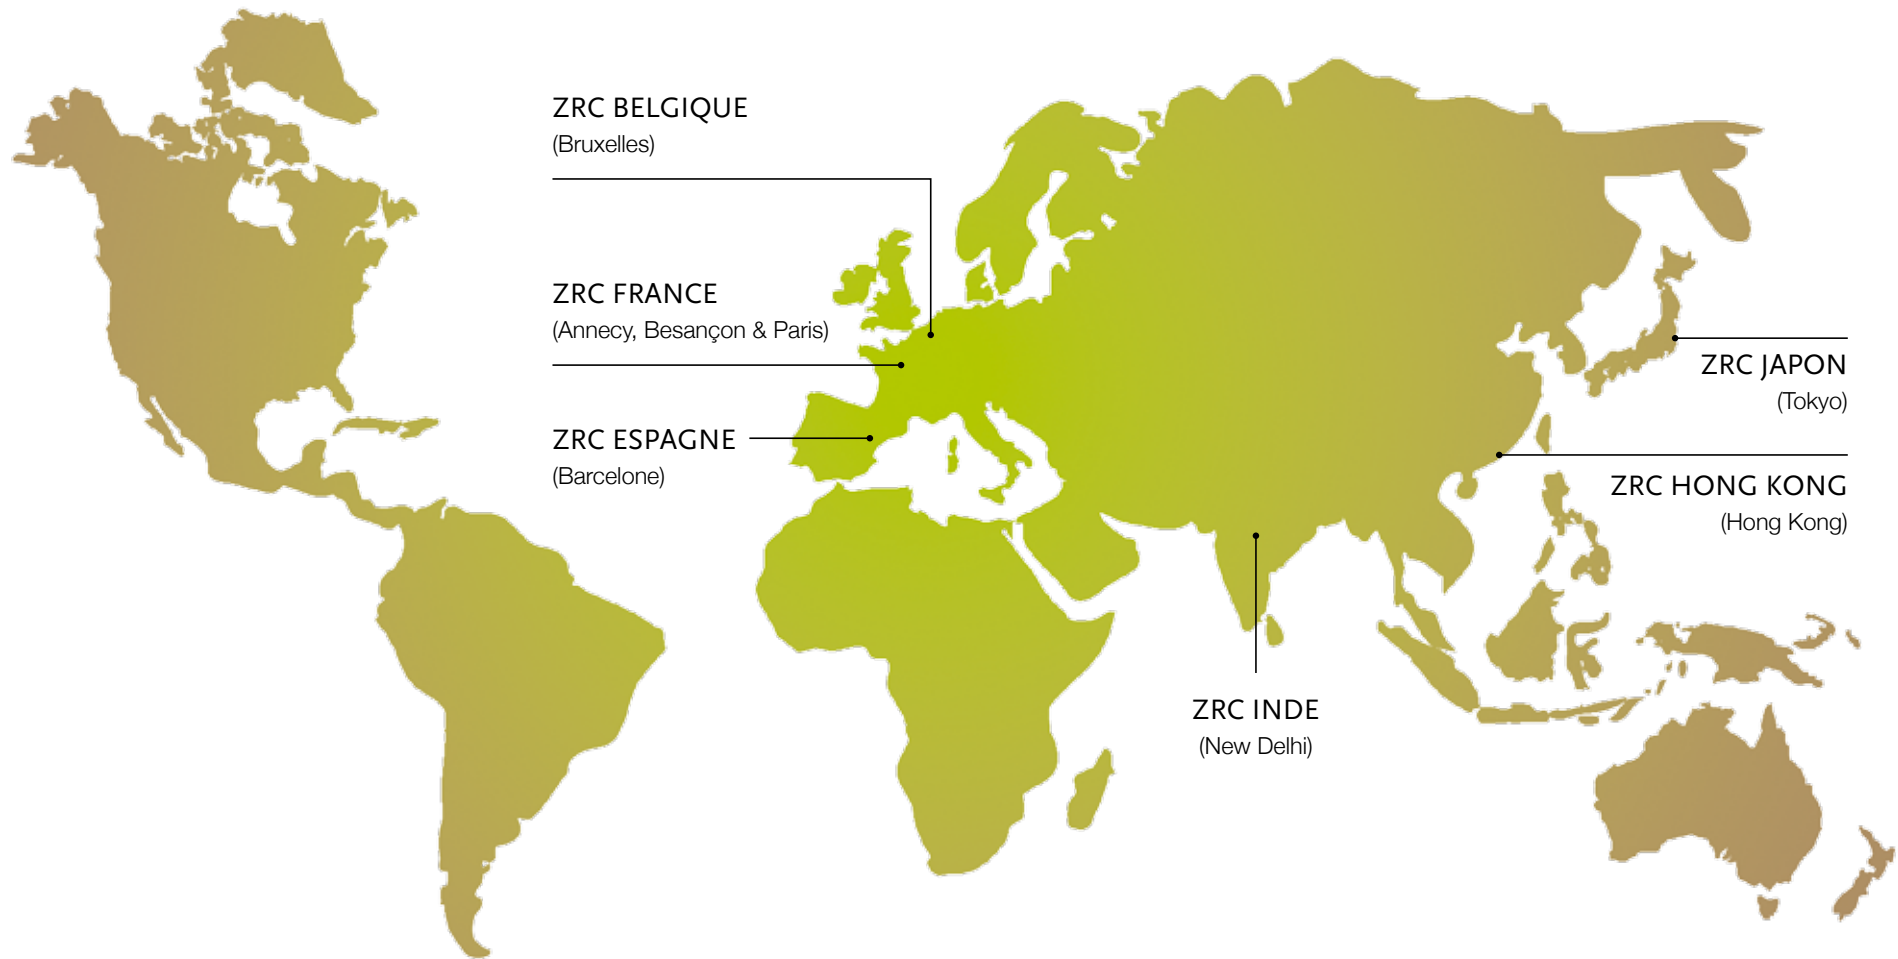 ZRC BELGIQUE
(Bruxelles)
ZRC FRANCE
(Annecy, Besançon & Paris)
ZRC ESPAGNE
(Barcelone)
ZRC JAPON
(Tokyo)
ZRC HONG KONG
(Hong Kong)
ZRC INDE
(New Delhi)